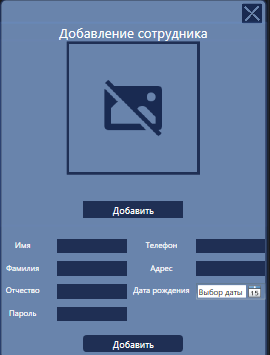 Добавление сотрудника
Добавить
Имя Телефон
Фамилия Адрес
Отчество Дата рождения Выбор даты 15
Пароль
Добавить